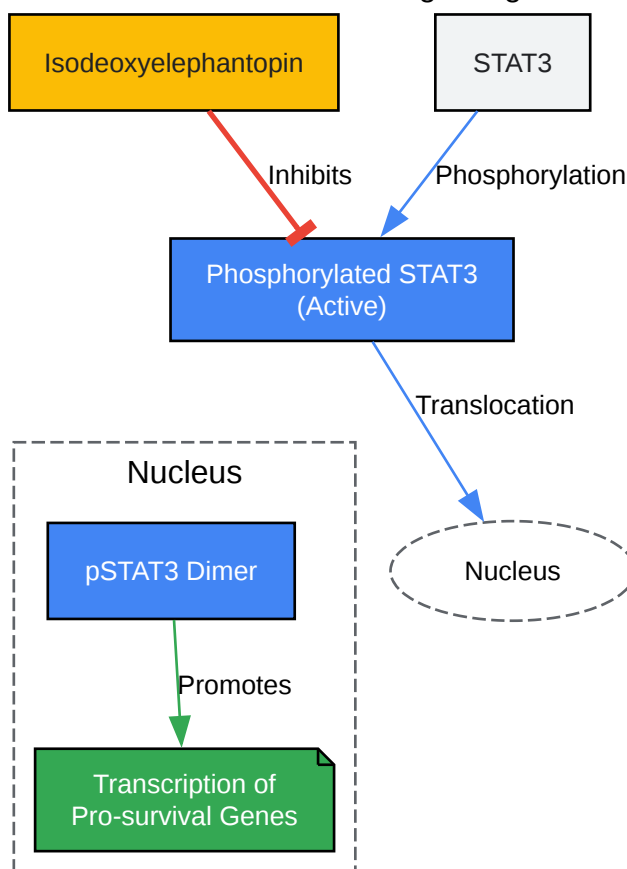 Isodeoxyelephantopin
STAT3
Inhibits
Phosphorylation
Phosphorylated STAT3
(Active)
Translocation
Nucleus
pSTAT3 Dimer
Nucleus
Promotes
Transcription of
Pro-survival Genes